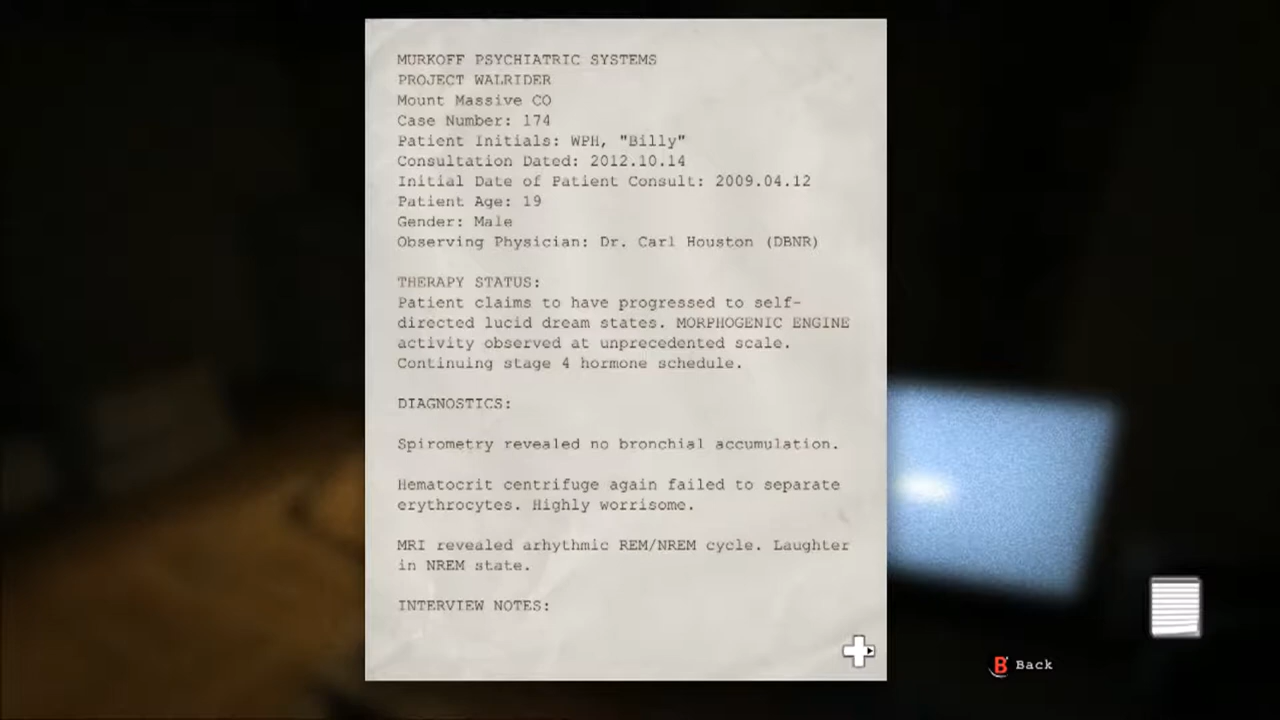 MURKOFF PSYCHIATRIC SYSTEMS
PROJECT WALRIDER
Mount Massive CO
Case Number: 174
Patient Initials: WPH, "Billy"
Consultation Dated: 2012.10.14
Initial Date of Patient Consult: 2009.04.12
Patient Age: 19
Gender: Male
Observing Physician: Dr. Carl Houston (DBNR)
THERAPY STATUS:
Patient claims to have progressed to self-
directed lucid dream states. MORPHOGENIC ENGINE
activity observed at unprecedented scale.
Continuing stage 4 hormone schedule.
DIAGNOSTICS:
Spirometry revealed no bronchial accumulation.
Hematocrit centrifuge again failed to separate
erythrocytes. Highly worrisome.
MRI revealed arhythmic REM/NREM cycle. Laughter
in NREM state.
INTERVIEW NOTES:
B Back